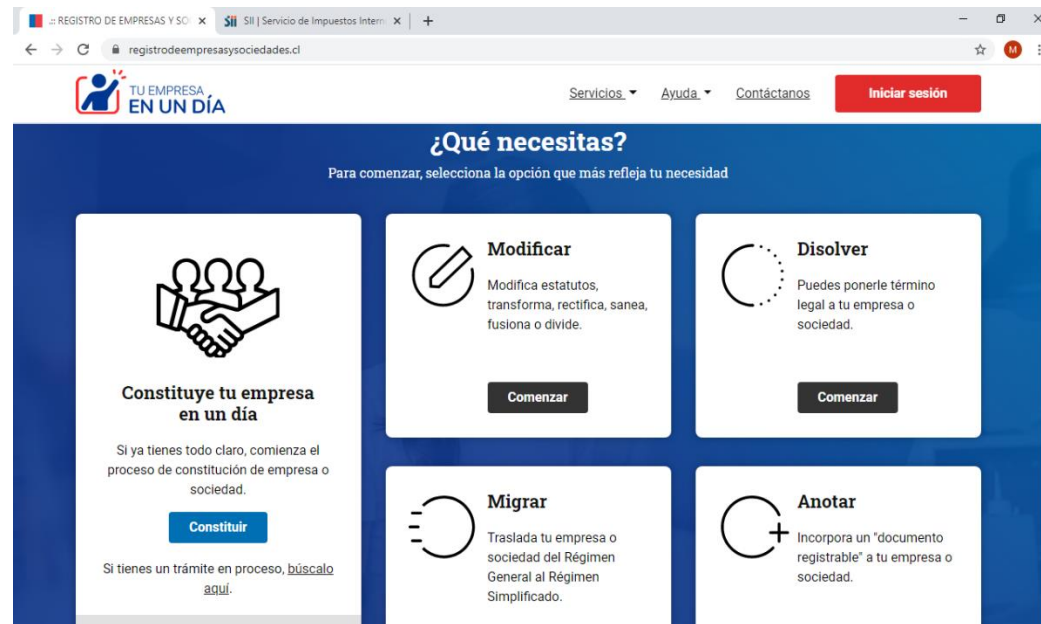 .:: REGISTRO DE EMPRESAS Y SO
SII | Servicio de Impuestos Intern
registrodeempresasysociedades.cl
M
TU EMPRESA
EN UN DÍA
Servicios
Ayuda
Contáctanos
Iniciar sesión
¿Qué necesitas?
Para comenzar, selecciona la opción que más refleja tu necesidad
Constituye tu empresa
en un día
Si ya tienes todo claro, comienza el
proceso de constitución de empresa o
sociedad.
Constituir
Si tienes un trámite en proceso, búscalo
aquí.
Modificar
Modifica estatutos,
transforma, rectifica, sanea,
fusiona o divide.
Comenzar
Disolver
Puedes ponerle término
legal a tu empresa o
sociedad.
Comenzar
Migrar
Traslada tu empresa o
sociedad del Régimen
General al Régimen
Simplificado.
Anotar
Incorpora un "documento
registrable" a tu empresa o
sociedad.